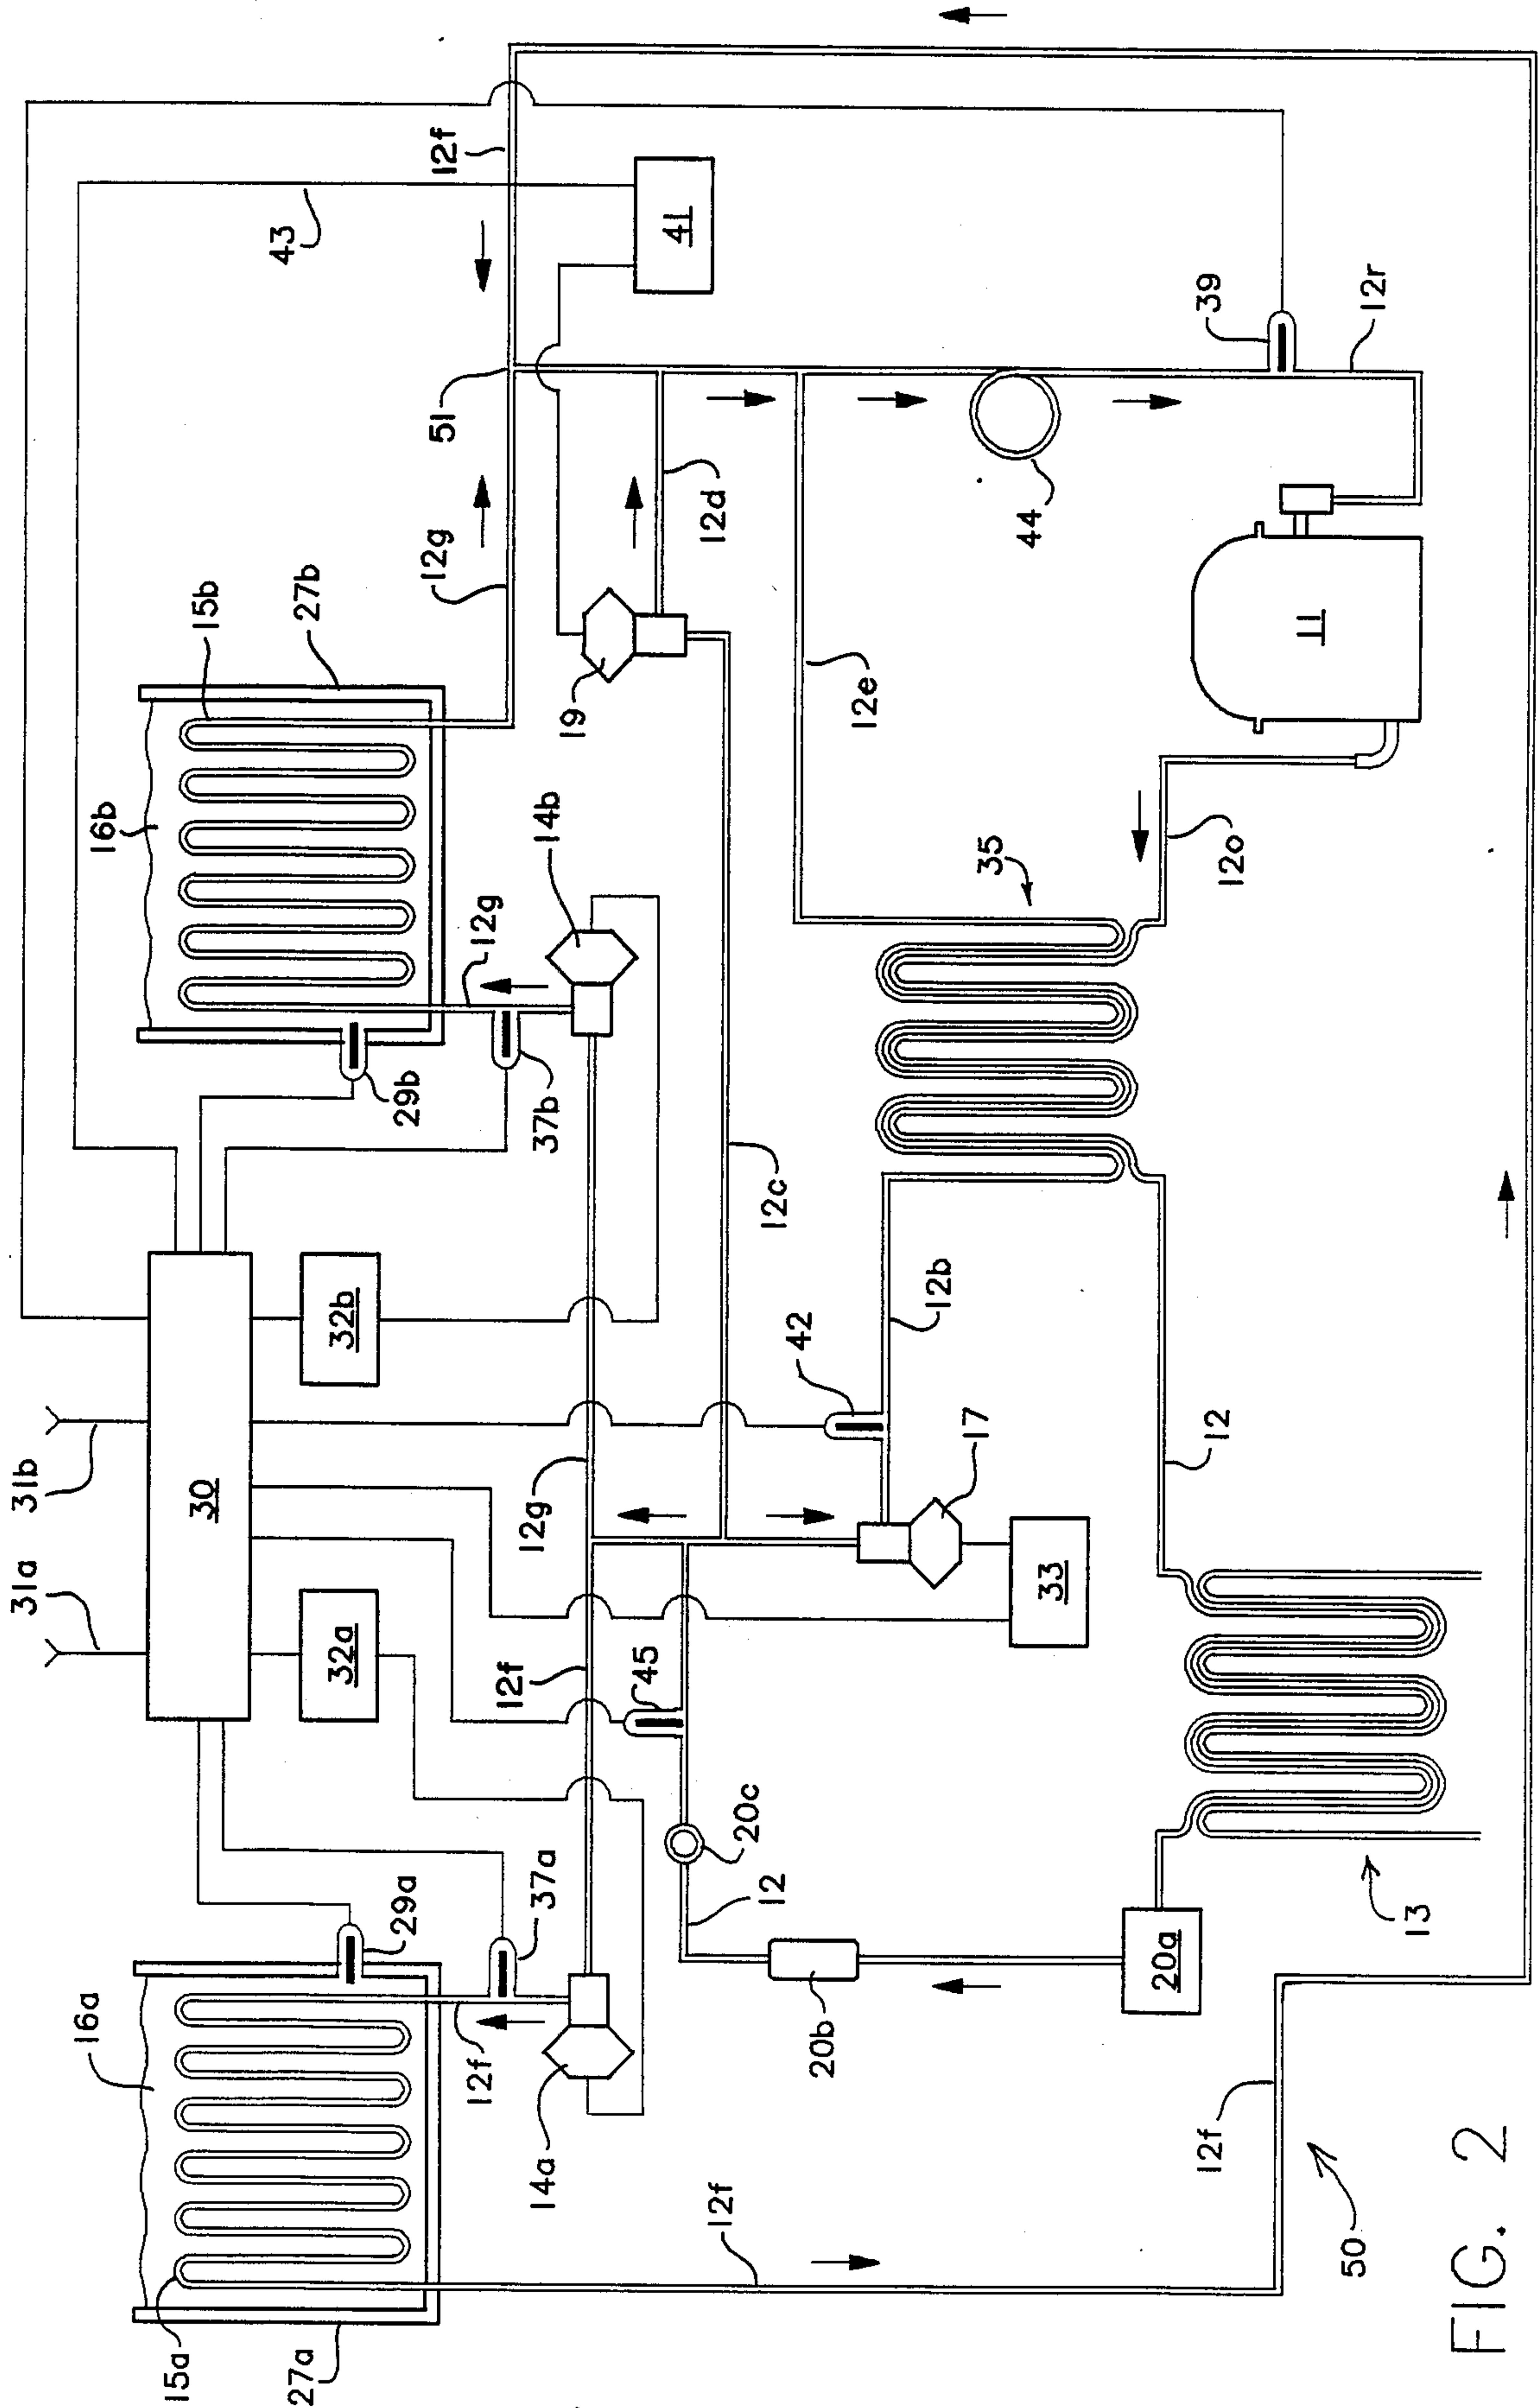 31a
31b
30
32a
32b
16a
15a
27a
29a
37a
12f
14a
12f
45
12g
12f
20c
12
20b
20a
13
12f
50
16b
15b
27b
29b
37b
12g
14b
12g
43
12f
51
41
19
12d
12c
12e
42
12b
17
33
12
35
12o
44
39
12r
11
FIG. 2